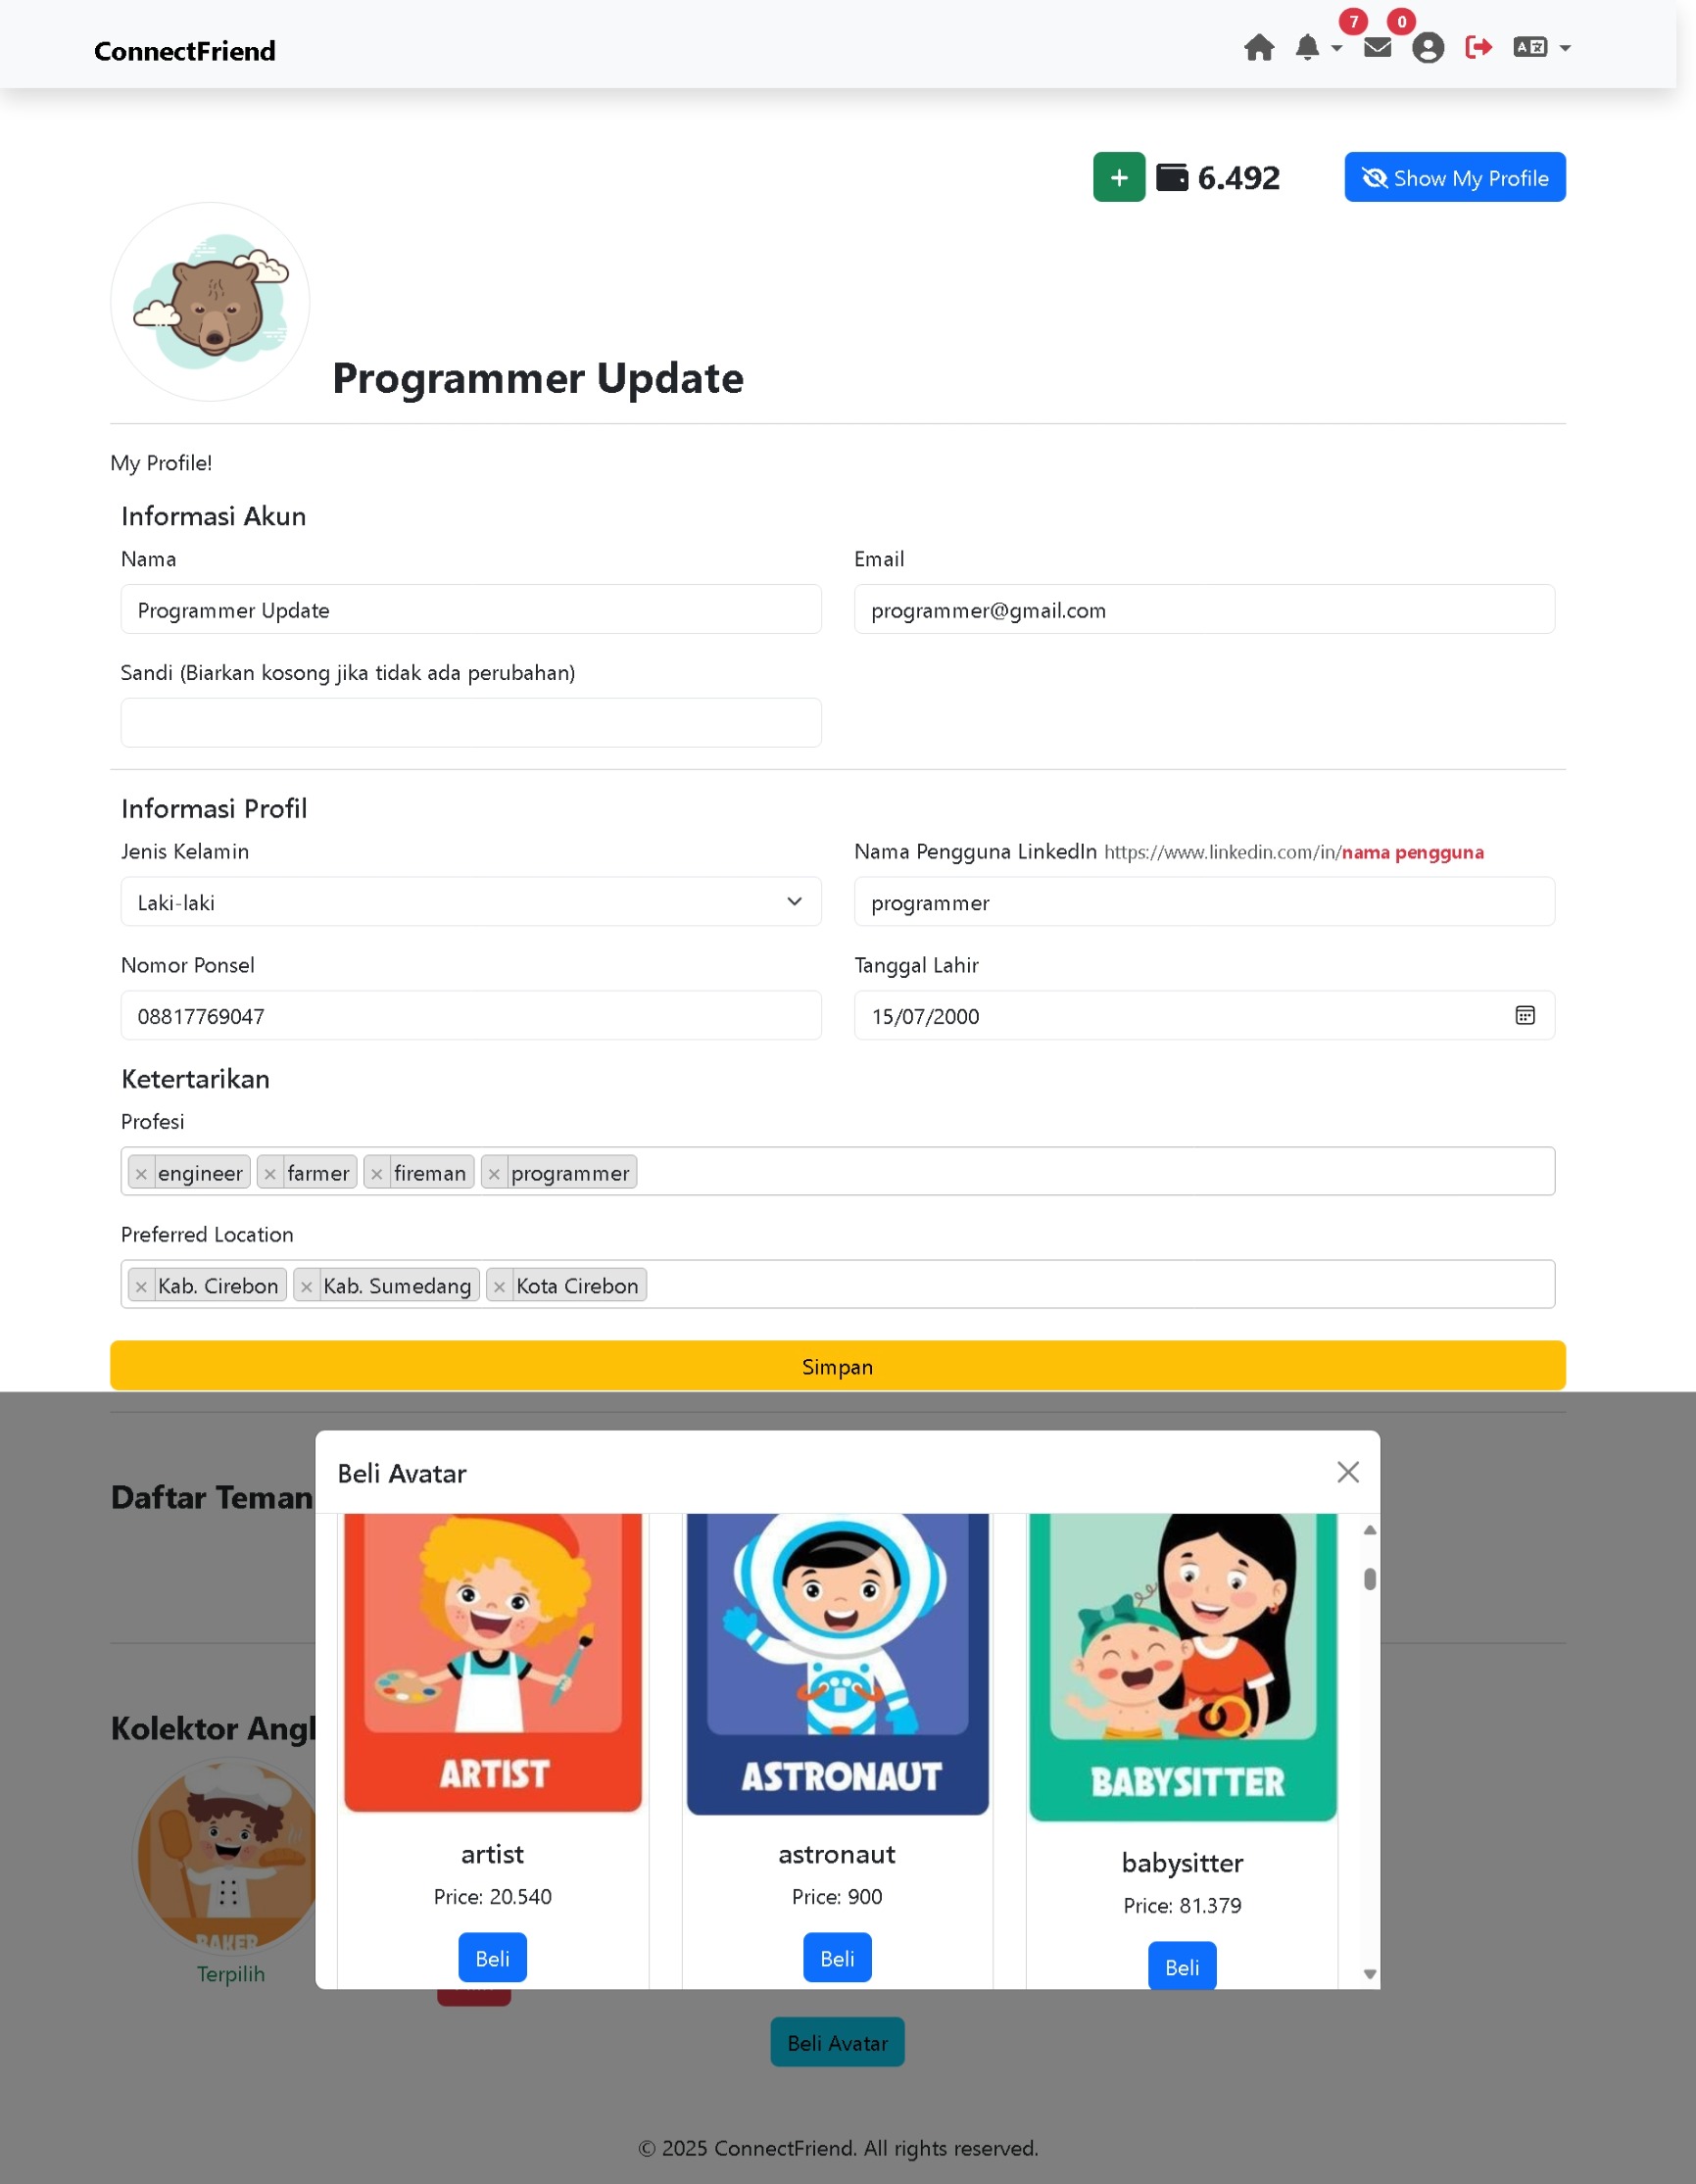 ConnectFriend
7
0
6.492
Show My Profile
Programmer Update
My Profile!
Informasi Akun
Nama
Email
Programmer Update
programmer@gmail.com
Sandi (Biarkan kosong jika tidak ada perubahan)
Informasi Profil
Jenis Kelamin
Nama Pengguna LinkedIn https://www.linkedin.com/in/nama pengguna
Laki-laki
programmer
Nomor Ponsel
Tanggal Lahir
08817769047
15/07/2000
Ketertarikan
Profesi
× engineer × farmer × fireman × programmer
Preferred Location
× Kab. Cirebon × Kab. Sumedang × Kota Cirebon
Simpan
Beli Avatar
Daftar Teman
Kolektor
ARTIST
ASTRONAUT
BABYSITTER
artist
astronaut
babysitter
Price: 20.540
Price: 900
Price: 81.379
Beli
Beli
Beli
BAKER
Terpilih
Beli Avatar
© 2025 ConnectFriend. All rights reserved.